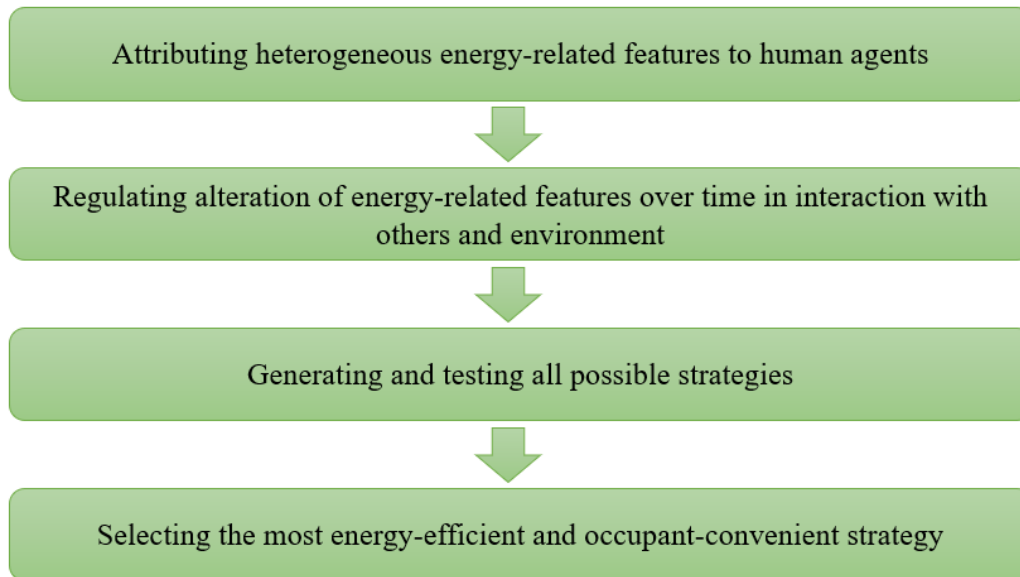 Attributing heterogeneous energy-related features to human agents
Regulating alteration of energy-related features over time in interaction with
others and environment
Generating and testing all possible strategies
Selecting the most energy-efficient and occupant-convenient strategy